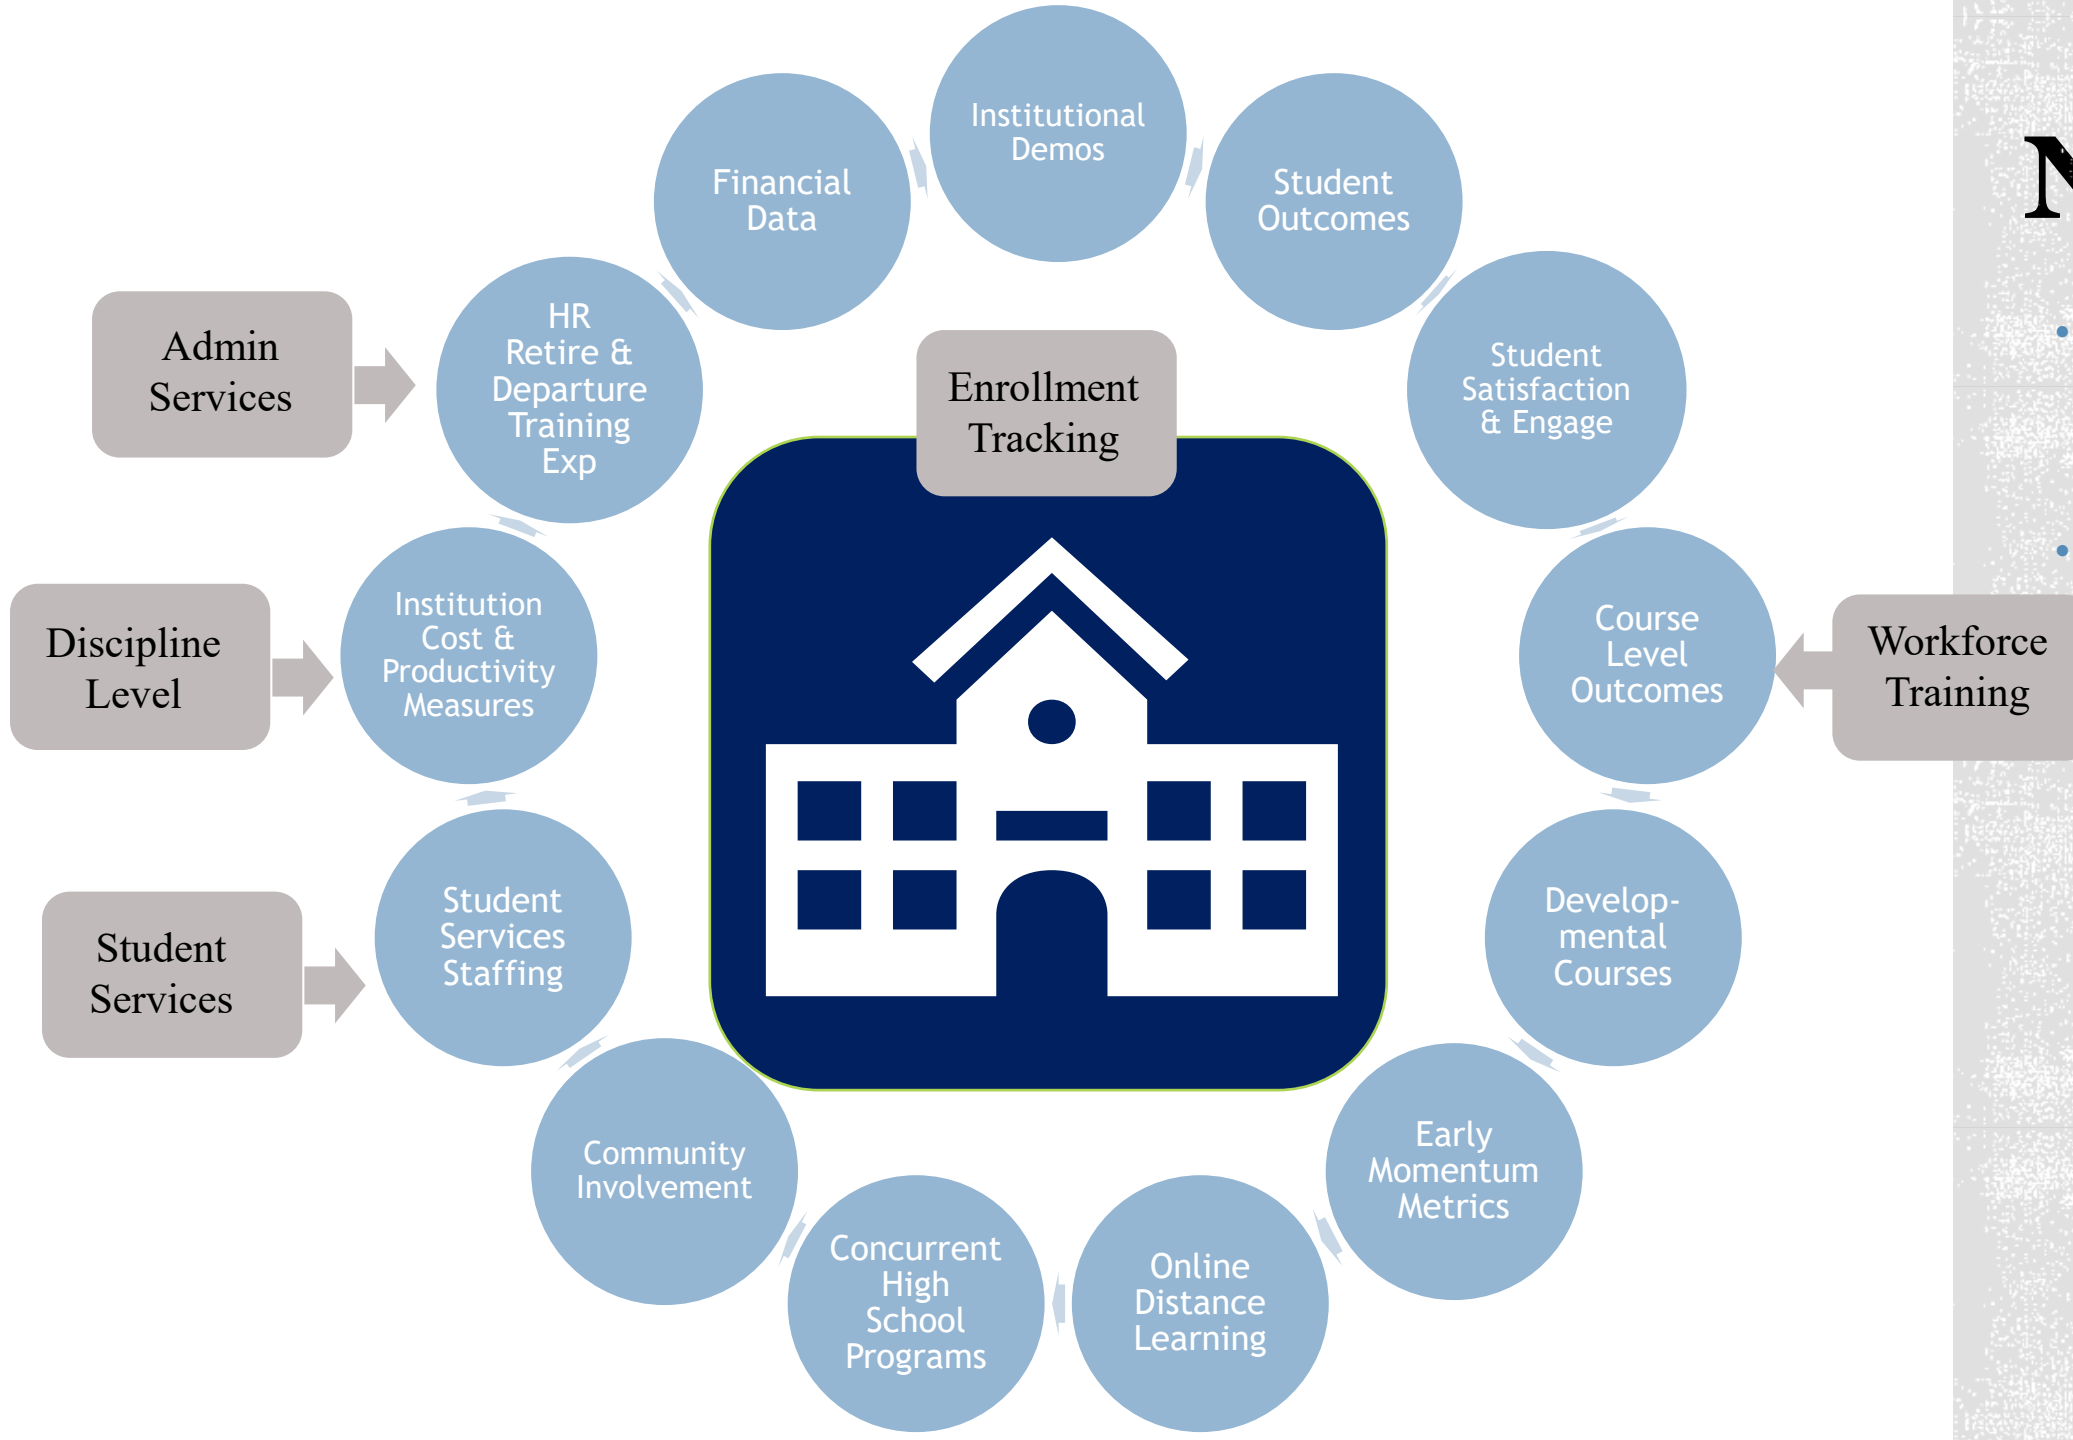 Institutional
Demos
Student
Outcomes
Student
Satisfaction
& Engage
Course
Level
Outcomes
Develop-
mental
Courses
Early
Momentum
Metrics
Online
Distance
Learning
Concurrent
High
School
Programs
Community
Involvement
Student
Services
Staffing
Institution
Cost &
Productivity
Measures
HR
Retire &
Departure
Training
Exp
Financial
Data
Enrollment
Tracking
Admin
Services
Discipline
Level
Student
Services
Workforce
Training
N